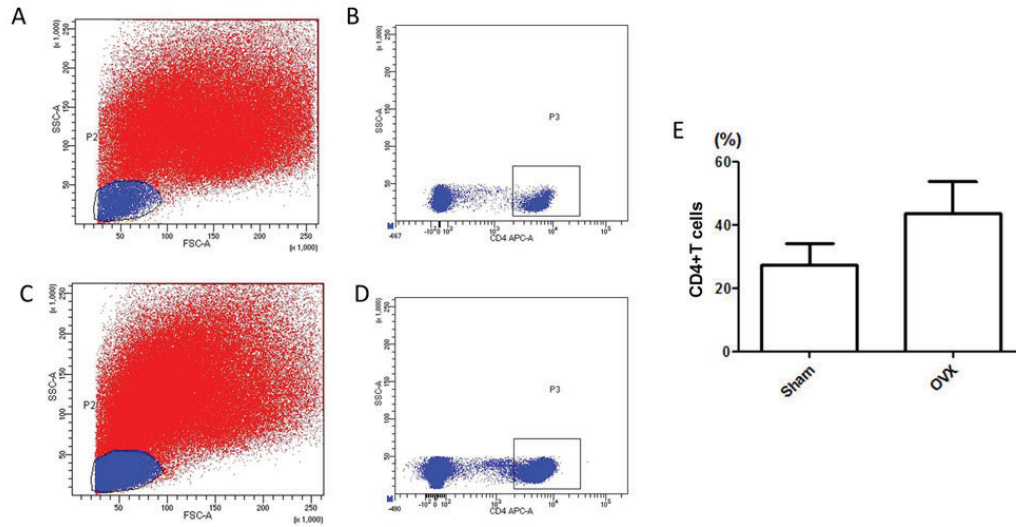 A
(x 1,000)
250
200
150
100
50
SSC-A
P2
50 100 150 200 250
FSC-A
(x 1,000)
B
(x 1,000)
250
200
150
100
50
SSC-A
P3
M
-667
-10² 0 10² 10³ 10⁴ 10⁵
CD4 APC-A
C
(x 1,000)
250
200
150
100
50
SSC-A
P2
50 100 150 200 250
FSC-A
(x 1,000)
D
(x 1,000)
250
200
150
100
50
SSC-A
P3
M
-490
-10² 0 10² 10³ 10⁴ 10⁵
CD4 APC-A
E
(%)
60
40
20
0
CD4+T cells
Sham
OVX